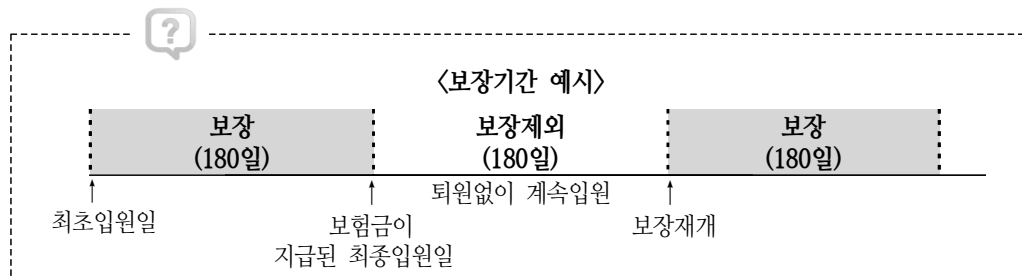 ?
〈보장기간 예시〉
보장 보장제외 보장
(180일) (180일) (180일)
퇴원없이 계속입원
↑ ↑ ↑
최초입원일 보험금이 보장재개
지급된 최종입원일